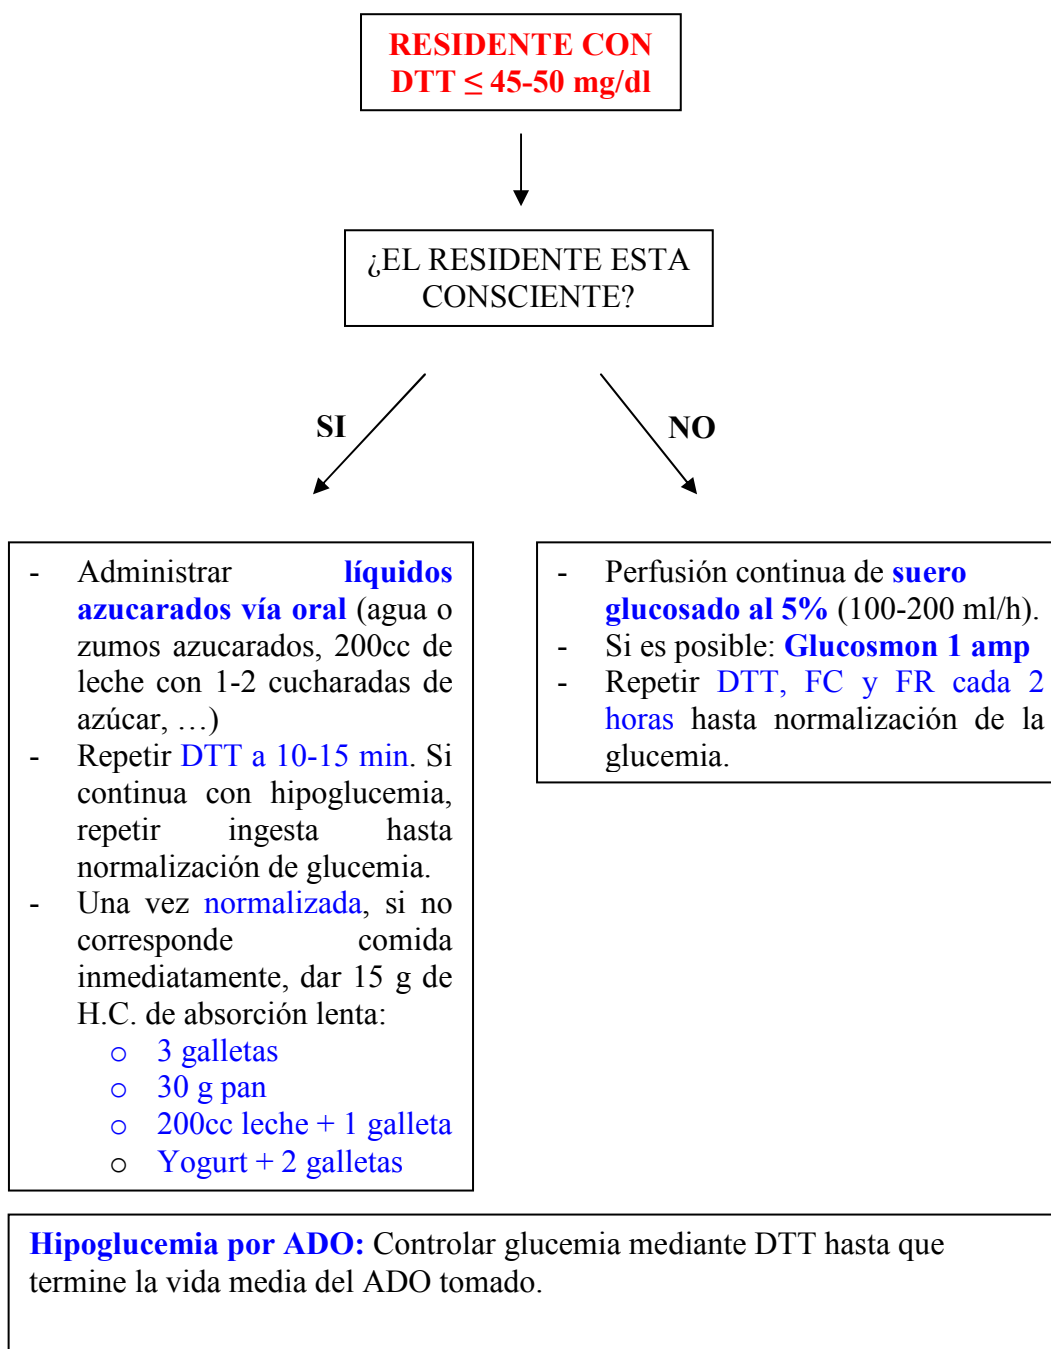 RESIDENTE CON
DTT ≤ 45-50 mg/dl
¿EL RESIDENTE ESTA
CONSCIENTE?
SI
NO
- Administrar líquidos
azucarados vía oral (agua o
zumos azucarados, 200cc de
leche con 1-2 cucharadas de
azúcar, …)
- Repetir DTT a 10-15 min. Si
continua con hipoglucemia,
repetir ingesta hasta
normalización de glucemia.
- Una vez normalizada, si no
corresponde comida
inmediatamente, dar 15 g de
H.C. de absorción lenta:
o 3 galletas
o 30 g pan
o 200cc leche + 1 galleta
o Yogurt + 2 galletas
- Perfusión continua de suero
glucosado al 5% (100-200 ml/h).
- Si es posible: Glucosmon 1 amp
- Repetir DTT, FC y FR cada 2
horas hasta normalización de la
glucemia.
Hipoglucemia por ADO: Controlar glucemia mediante DTT hasta que
termine la vida media del ADO tomado.